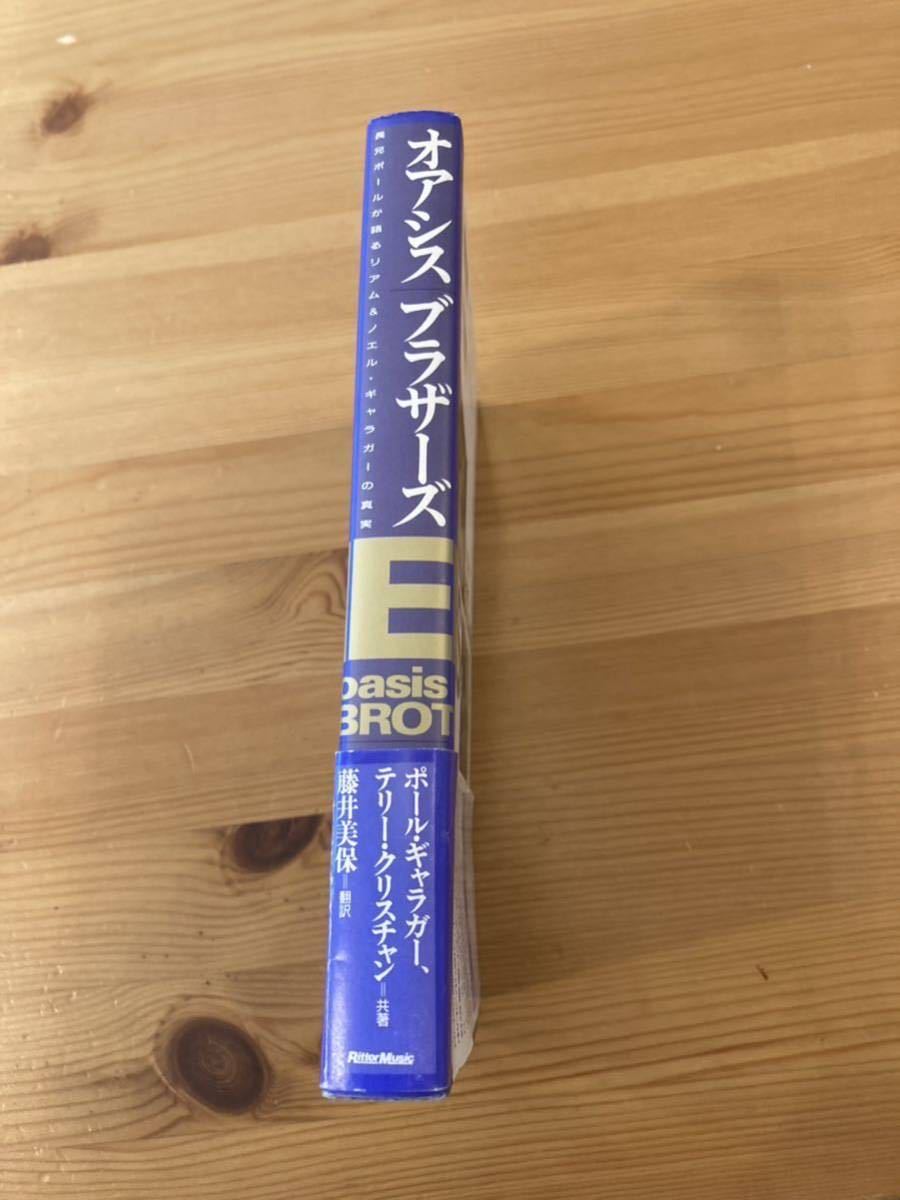 オアシス ブラザーズ
長兄ポールが語るリアム&ノエル・ギャラガーの真実
E
oasis
BROT
ポール・ギャラガー、
テリー・クリスチャン=共著
藤井美保=翻訳
RittorMusic